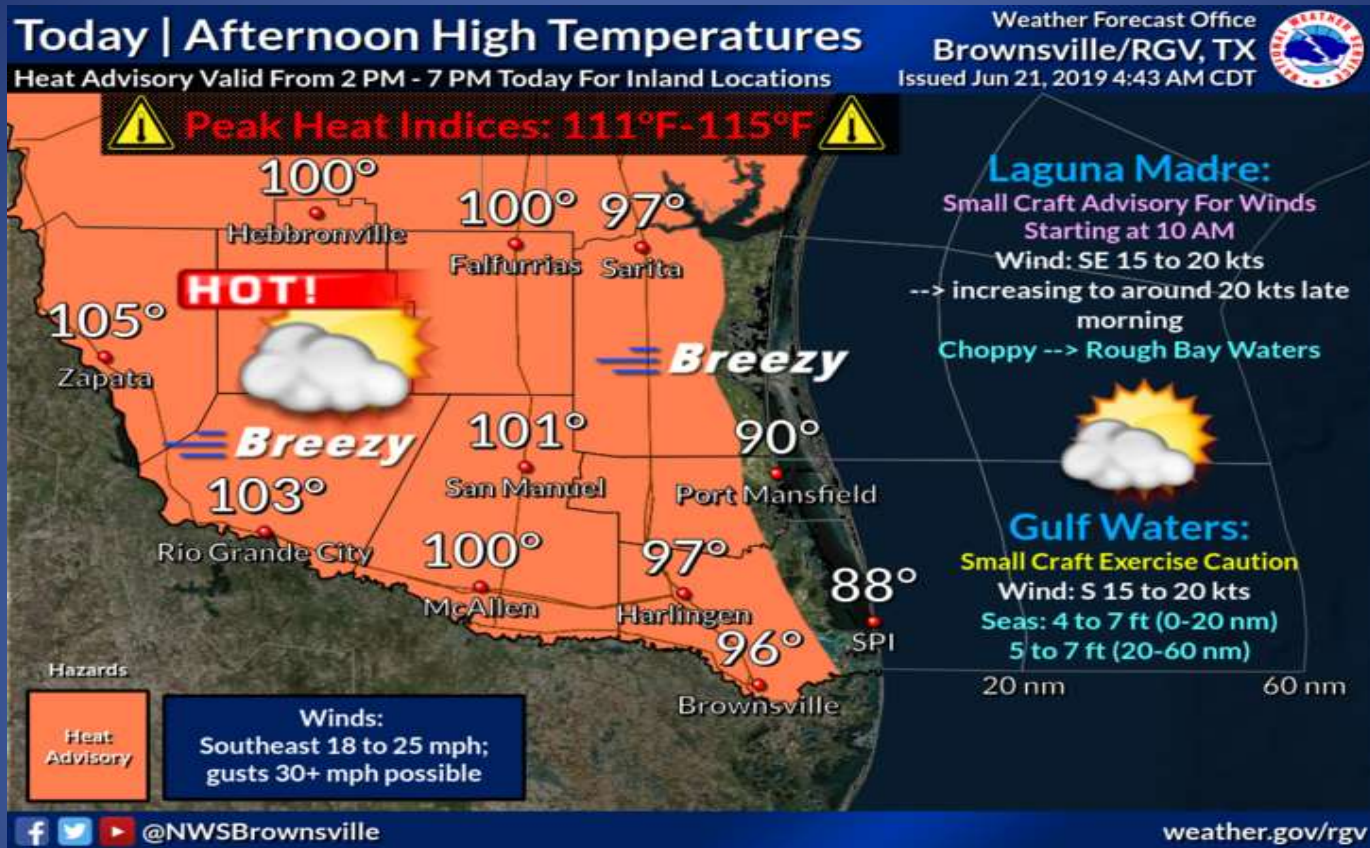 Today | Afternoon High Temperatures
Heat Advisory Valid From 2 PM - 7 PM Today For Inland Locations
Weather Forecast Office
Brownsville/RGV, TX
Issued Jun 21, 2019 4:43 AM CDT
NATIONAL WEATHER SERVICE
Peak Heat Indices: 111°F-115°F
100°
Hebbronville
100°
Falfurrias
97°
Sarita
HOT!
105°
Zapata
Breezy
Breezy
101°
San Manuel
90°
Port Mansfield
103°
Rio Grande City
100°
McAllen
97°
Harlingen
88°
SPI
96°
Brownsville
Laguna Madre:
Small Craft Advisory For Winds
Starting at 10 AM
Wind: SE 15 to 20 kts
--> increasing to around 20 kts late
morning
Choppy --> Rough Bay Waters
Gulf Waters:
Small Craft Exercise Caution
Wind: S 15 to 20 kts
Seas: 4 to 7 ft (0-20 nm)
5 to 7 ft (20-60 nm)
20 nm
60 nm
Hazards
Heat
Advisory
Winds:
Southeast 18 to 25 mph;
gusts 30+ mph possible
@NWSBrownsville
weather.gov/rgv